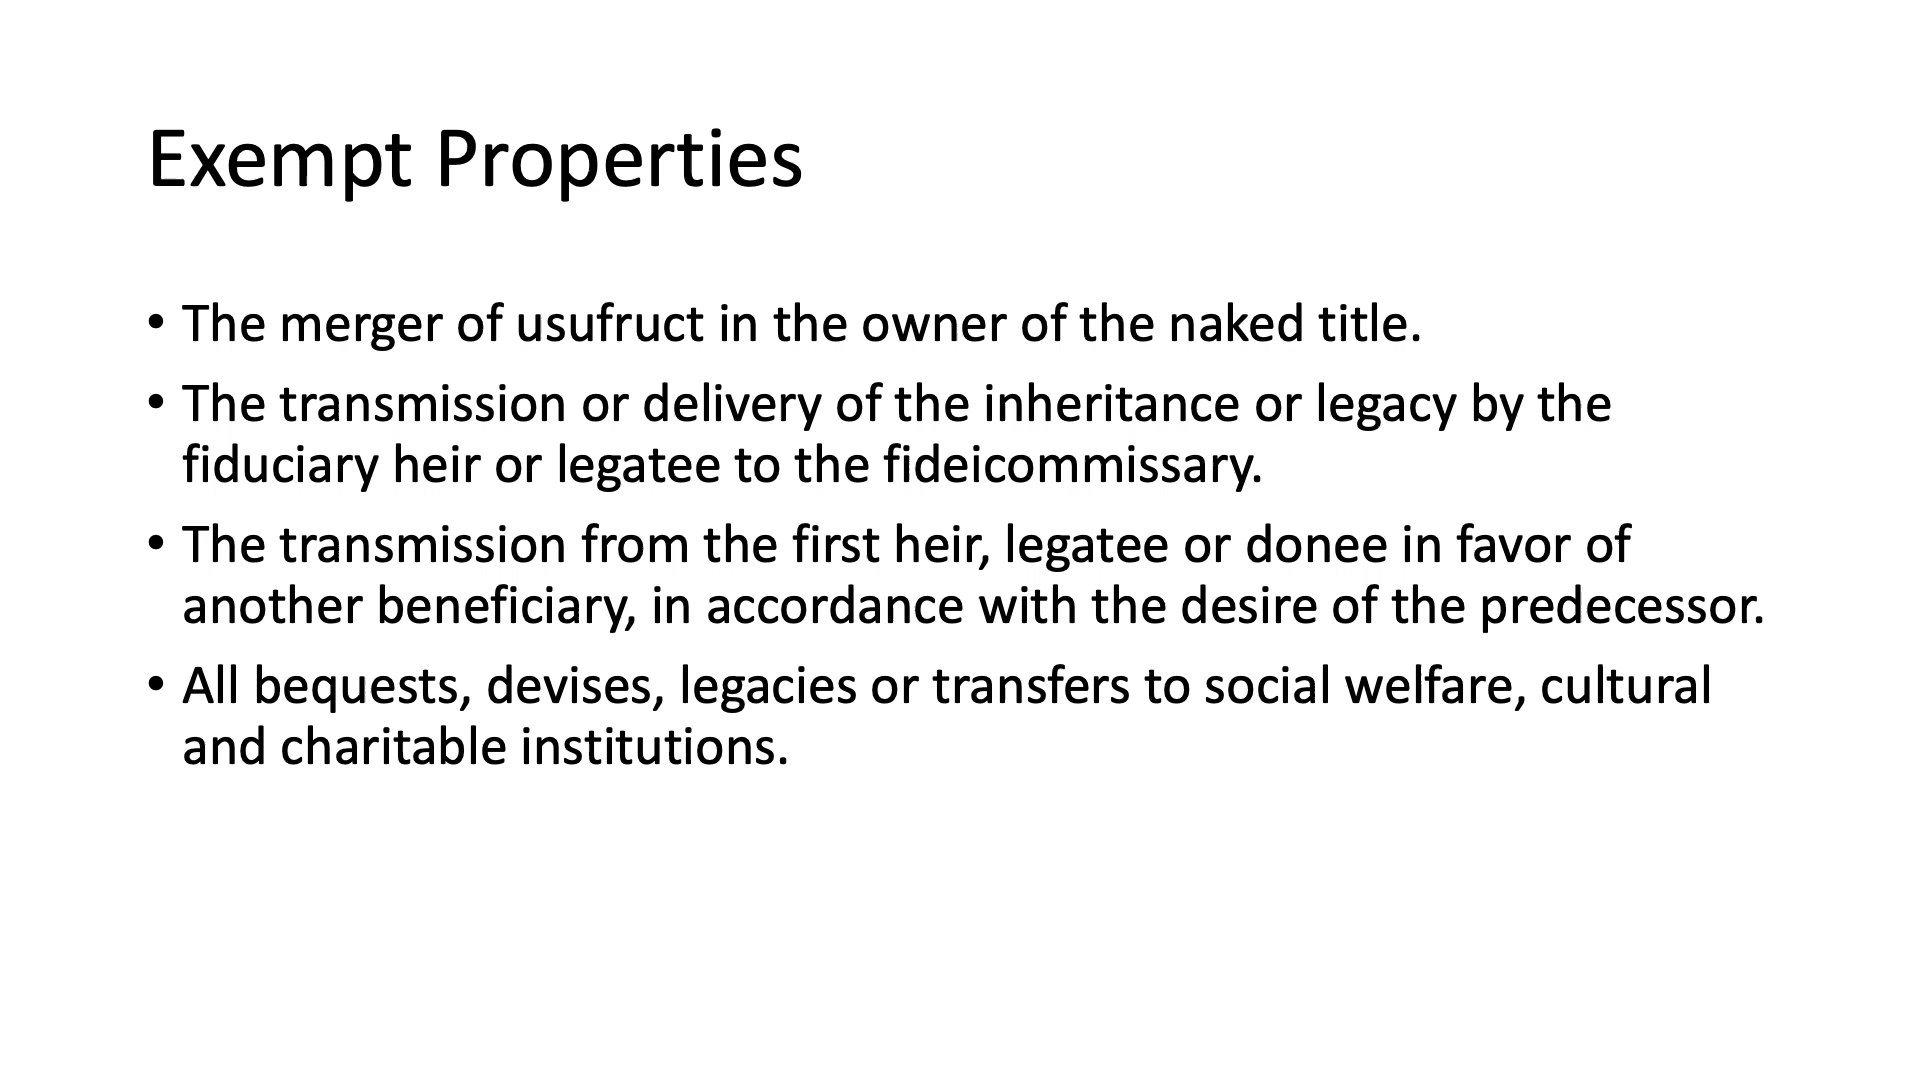 Exempt Properties
• The merger of usufruct in the owner of the naked title.
• The transmission or delivery of the inheritance or legacy by the
fiduciary heir or legatee to the fideicommissary.
• The transmission from the first heir, legatee or donee in favor of
another beneficiary, in accordance with the desire of the predecessor.
• All bequests, devises, legacies or transfers to social welfare, cultural
and charitable institutions.